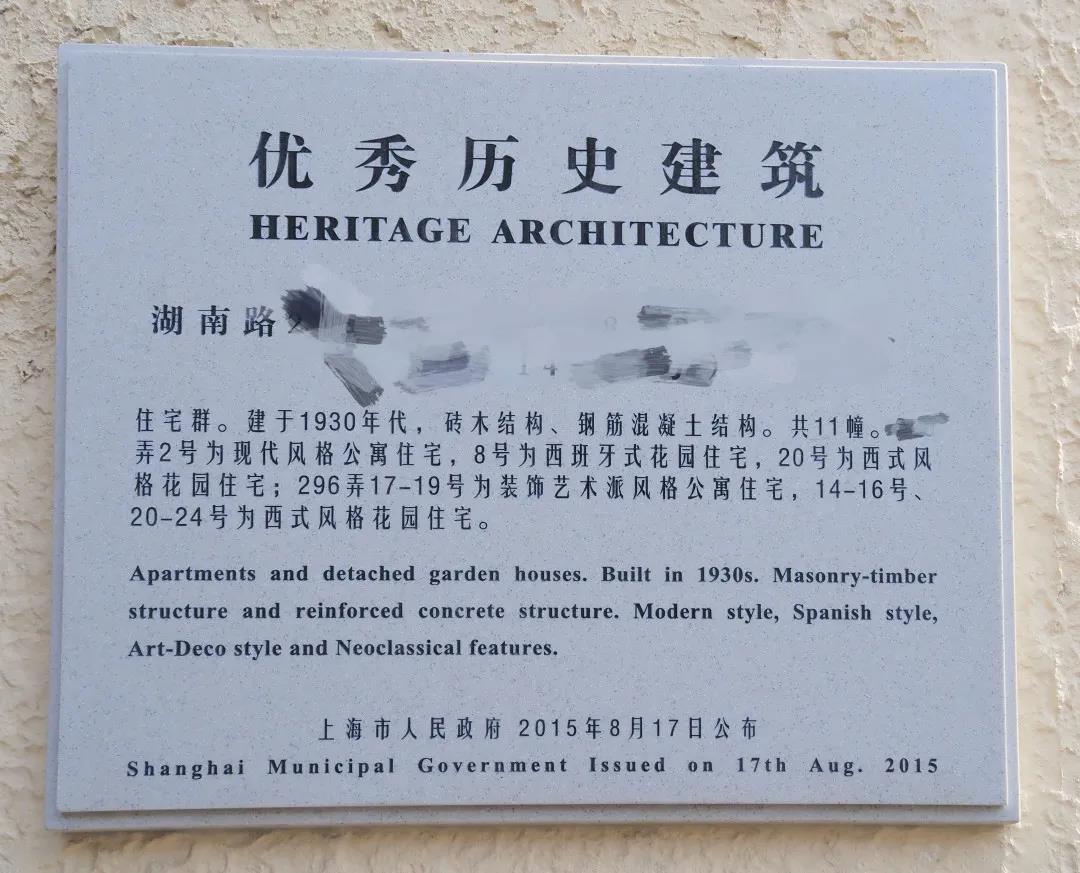 优秀历史建筑
HERITAGE ARCHITECTURE
湖南路
14
住宅群。建于1930年代，砖木结构、钢筋混凝土结构。共11幢。
弄2号为现代风格公寓住宅，8号为西班牙式花园住宅，20号为西式风
格花园住宅；296弄17-19号为装饰艺术派风格公寓住宅，14-16号、
20-24号为西式风格花园住宅。
Apartments and detached garden houses. Built in 1930s. Masonry-timber
structure and reinforced concrete structure. Modern style, Spanish style,
Art-Deco style and Neoclassical features.
上海市人民政府 2015年8月17日公布
Shanghai Municipal Government Issued on 17th Aug. 2015